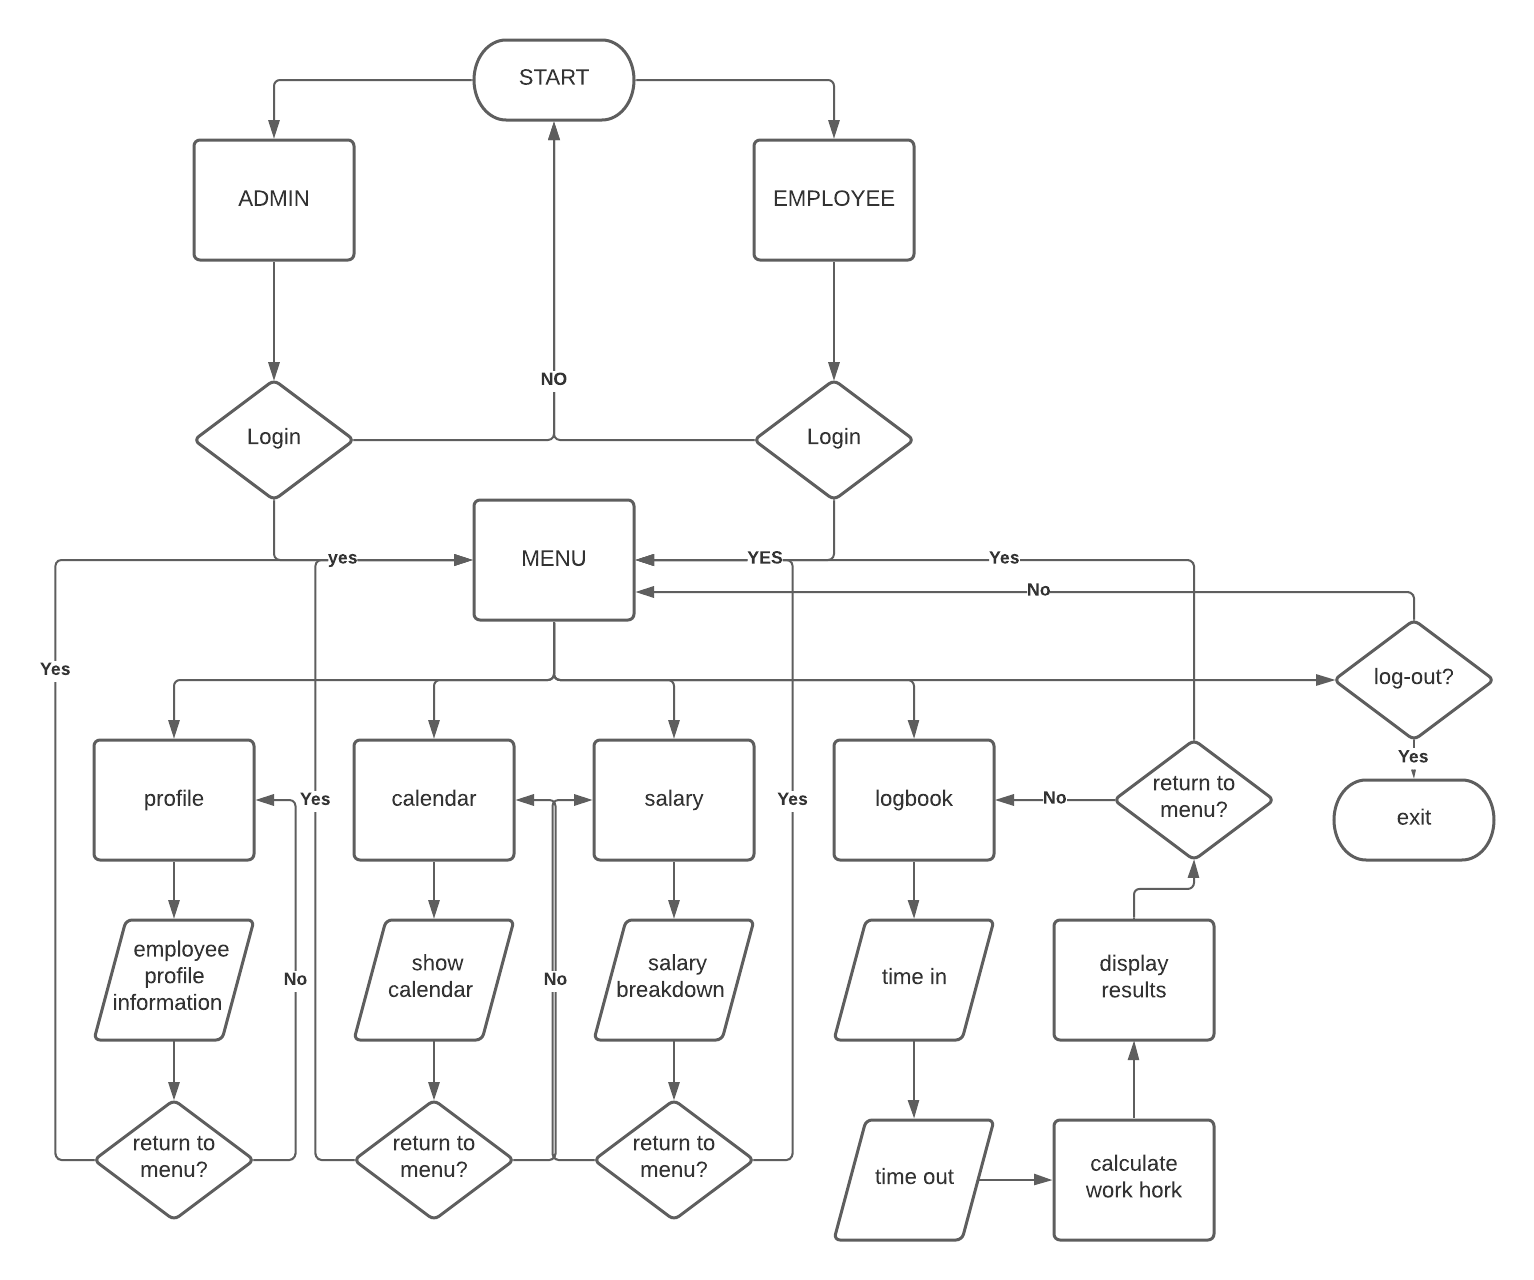 START
ADMIN
EMPLOYEE
NO
Login
Login
MENU
yes
YES
Yes
No
Yes
log-out?
Yes
profile
Yes
calendar
salary
Yes
logbook
No
return to
menu?
exit
employee
profile
information
No
show
calendar
No
salary
breakdown
time in
display
results
return to
menu?
return to
menu?
return to
menu?
time out
calculate
work hork